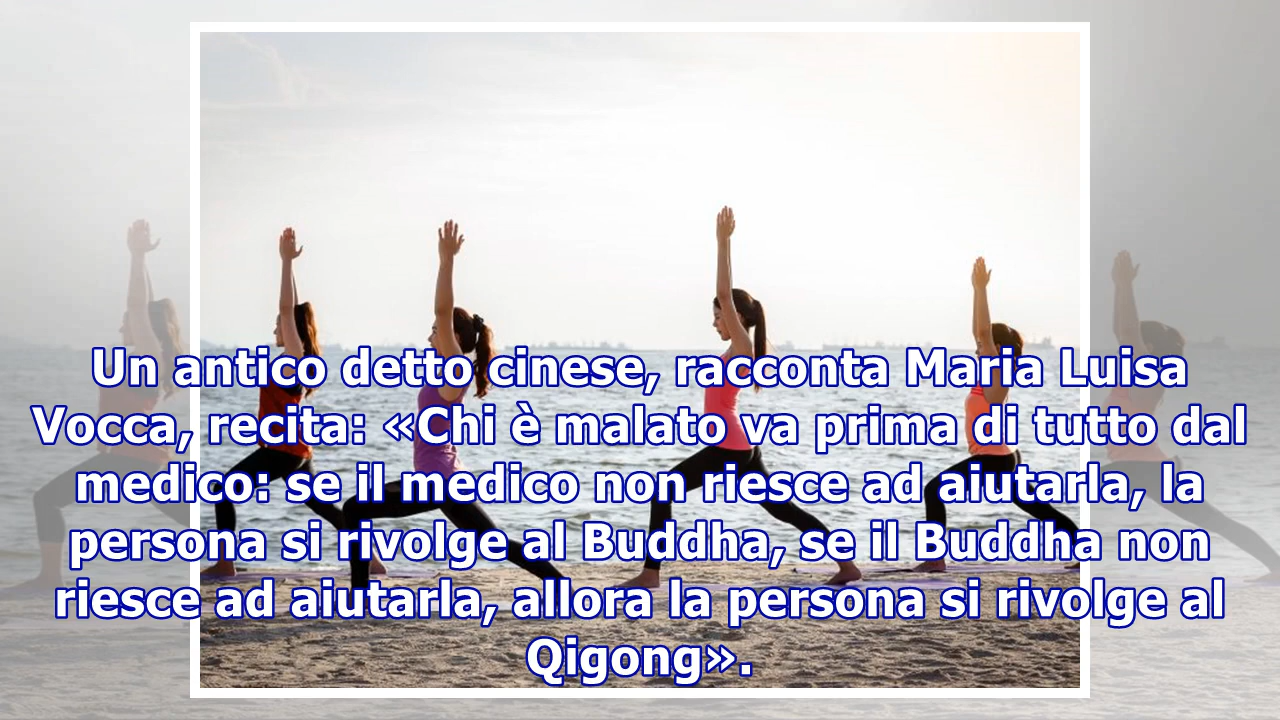 Un antico detto cinese, racconta Maria Luisa
Vocca, recita: «Chi è malato va prima di tutto dal
medico: se il medico non riesce ad aiutarla, la
persona si rivolge al Buddha, se il Buddha non
riesce ad aiutarla, allora la persona si rivolge al
Qigong».